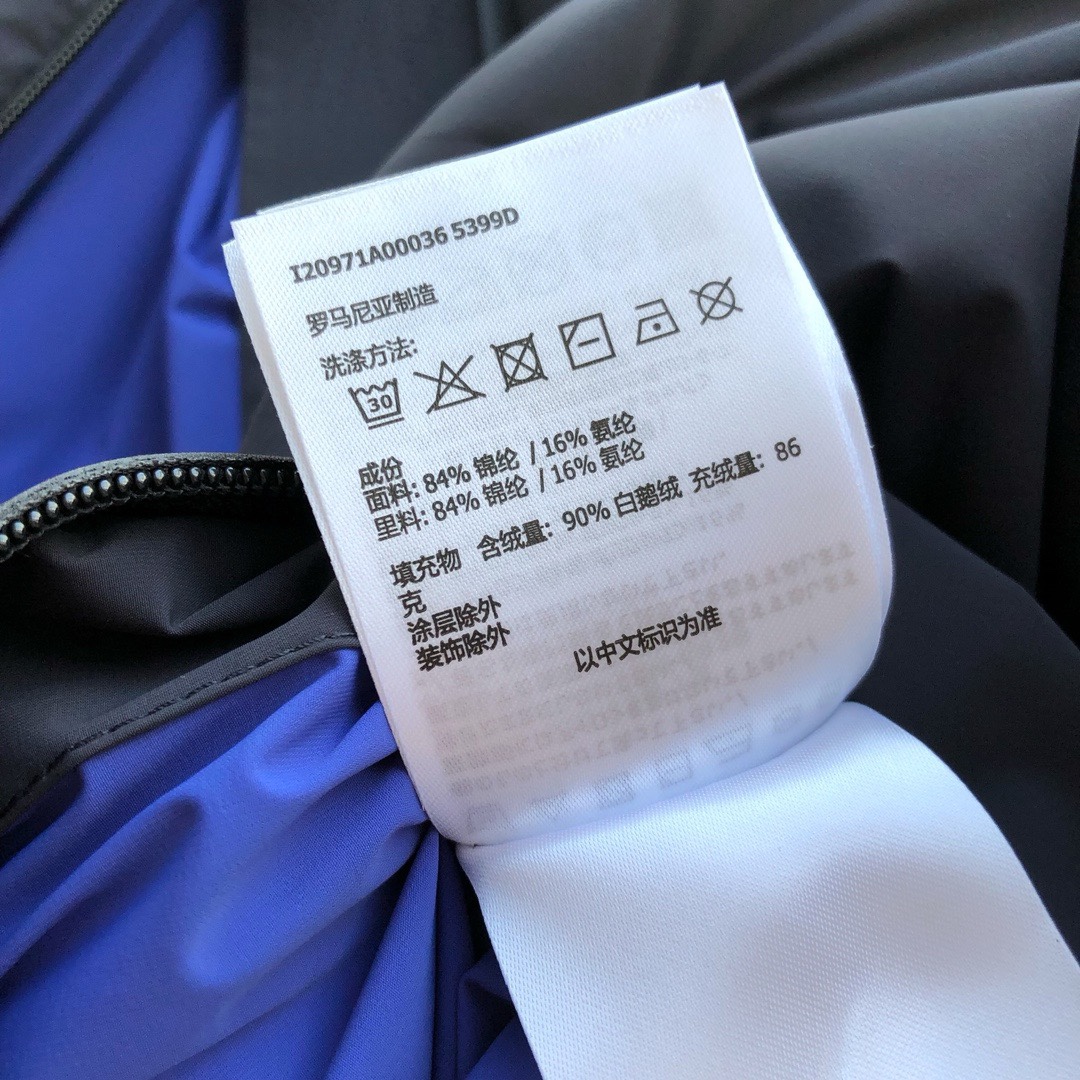 I20971A00036 5399D
罗马尼亚制造
洗涤方法:
30
成份
面料: 84% 锦纶 / 16% 氨纶
里料: 84% 锦纶 / 16% 氨纶
填充物 含绒量: 90% 白鹅绒 充绒量: 86
克
涂层除外
装饰除外
以中文标识为准